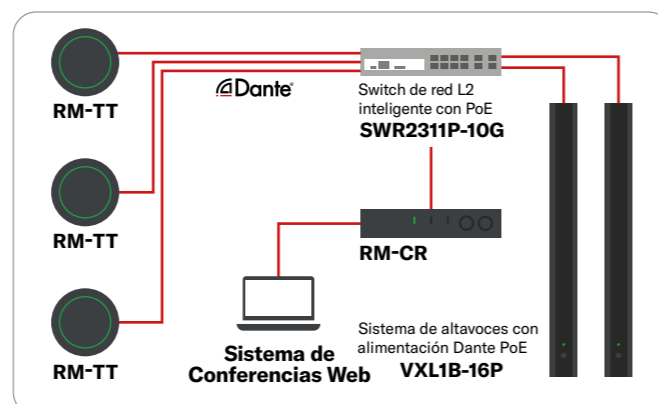 RM-TT
Dante®
Switch de red L2
inteligente con PoE
SWR2311P-10G
RM-TT
RM-CR
RM-TT
Sistema de
Conferencias Web
Sistema de altavoces con
alimentación Dante PoE
VXL1B-16P